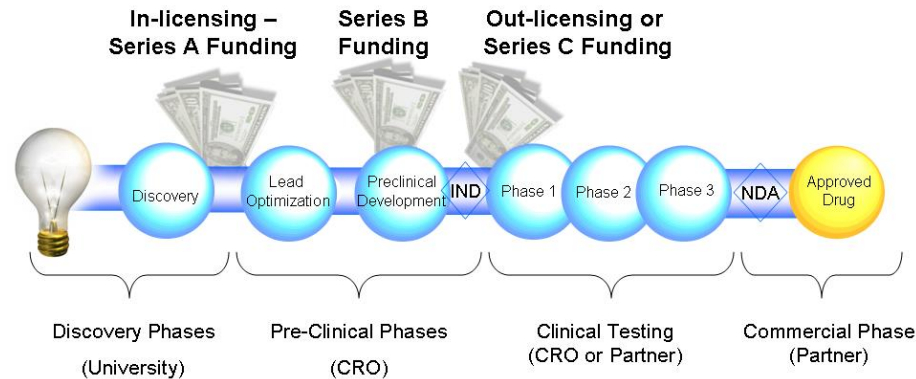 In-licensing –
Series A Funding
Series B
Funding
Out-licensing or
Series C Funding
Discovery
Lead
Optimization
Preclinical
Development
IND
Phase 1
Phase 2
Phase 3
NDA
Approved
Drug
Discovery Phases
(University)
Pre-Clinical Phases
(CRO)
Clinical Testing
(CRO or Partner)
Commercial Phase
(Partner)